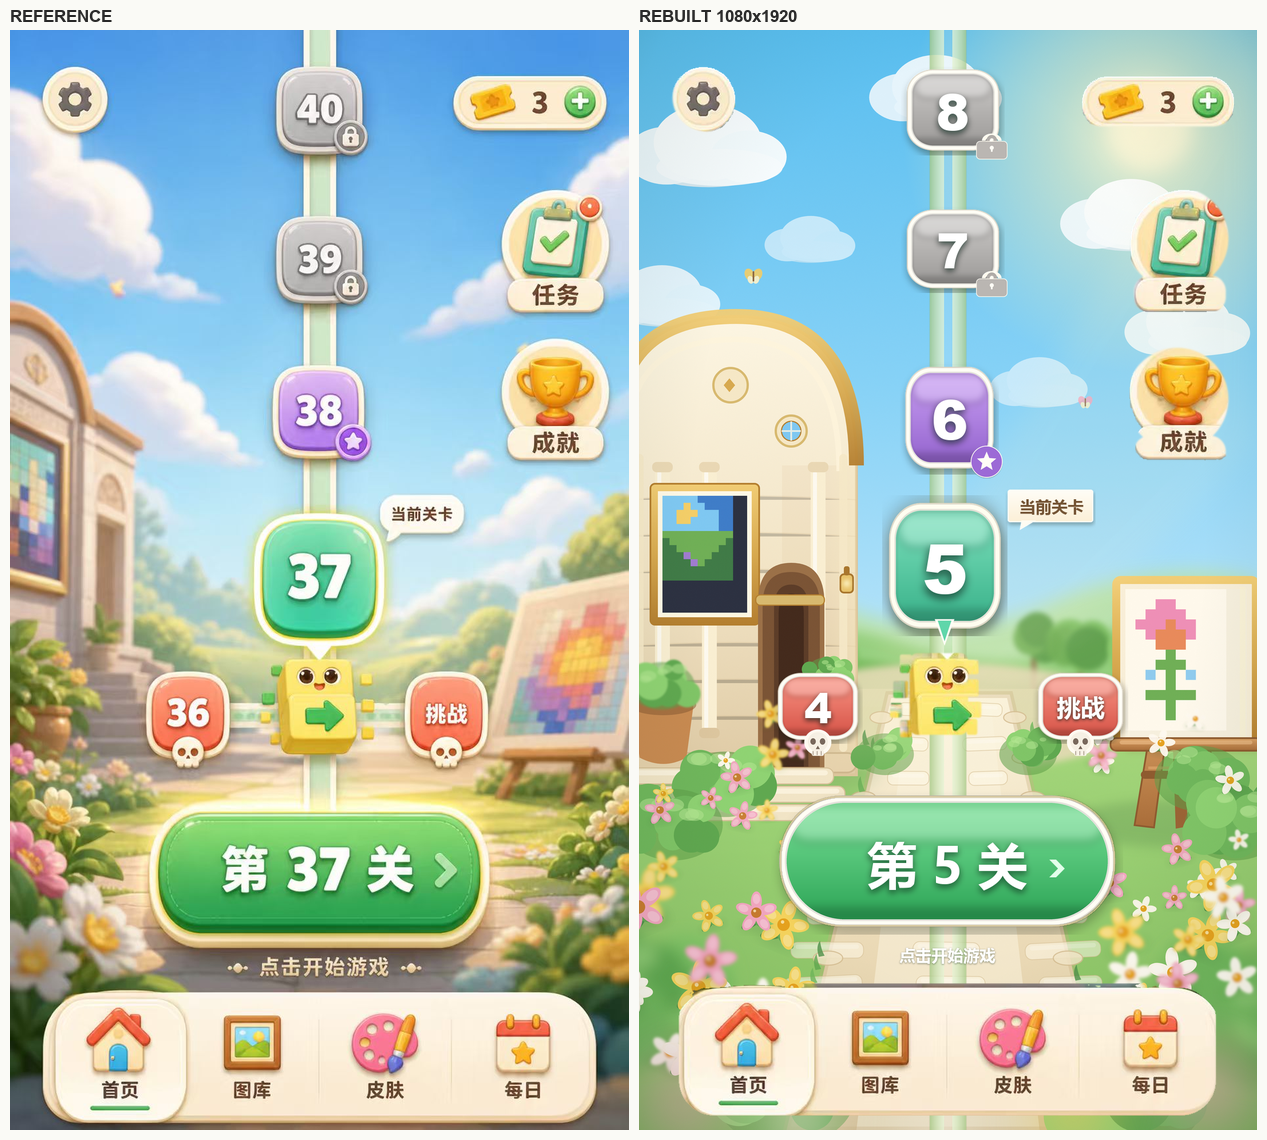 REFERENCE
40
3
39
任务
38
成就
当前关卡
37
36
挑战
第 37 关
点击开始游戏
首页
图库
皮肤
每日
REBUILT 1080x1920
8
3
7
任务
6
成就
当前关卡
5
4
挑战
第 5 关
点击开始游戏
首页
图库
皮肤
每日